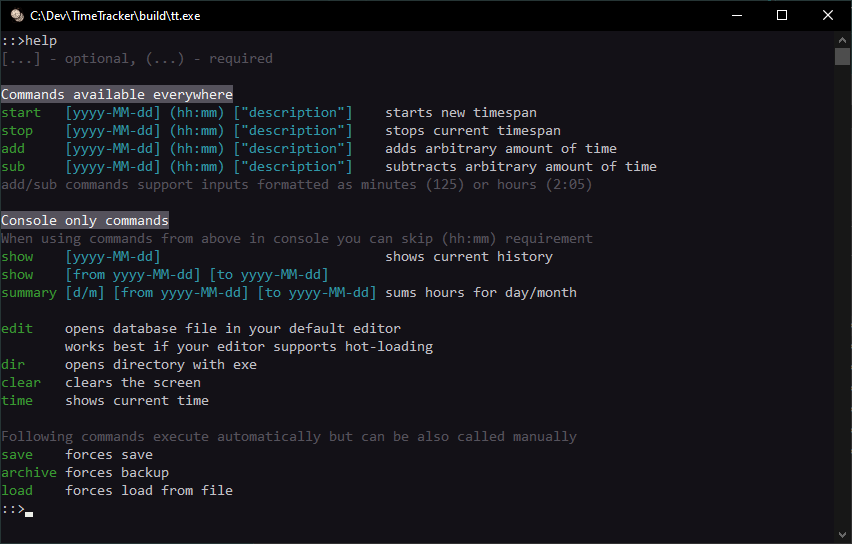 C:\Dev\TimeTracker\build\tt.exe
::>help
[...] - optional, (...) - required
Commands available everywhere
start   [yyyy-MM-dd] (hh:mm) ["description"]    starts new timespan
stop    [yyyy-MM-dd] (hh:mm) ["description"]    stops current timespan
add     [yyyy-MM-dd] (hh:mm) ["description"]    adds arbitrary amount of time
sub     [yyyy-MM-dd] (hh:mm) ["description"]    subtracts arbitrary amount of time
add/sub commands support inputs formatted as minutes (125) or hours (2:05)
Console only commands
When using commands from above in console you can skip (hh:mm) requirement
show    [yyyy-MM-dd]                            shows current history
show    [from yyyy-MM-dd] [to yyyy-MM-dd]
summary [d/m] [from yyyy-MM-dd] [to yyyy-MM-dd] sums hours for day/month
edit    opens database file in your default editor
        works best if your editor supports hot-loading
dir     opens directory with exe
clear   clears the screen
time    shows current time
Following commands execute automatically but can be also called manually
save    forces save
archive forces backup
load    forces load from file
::>